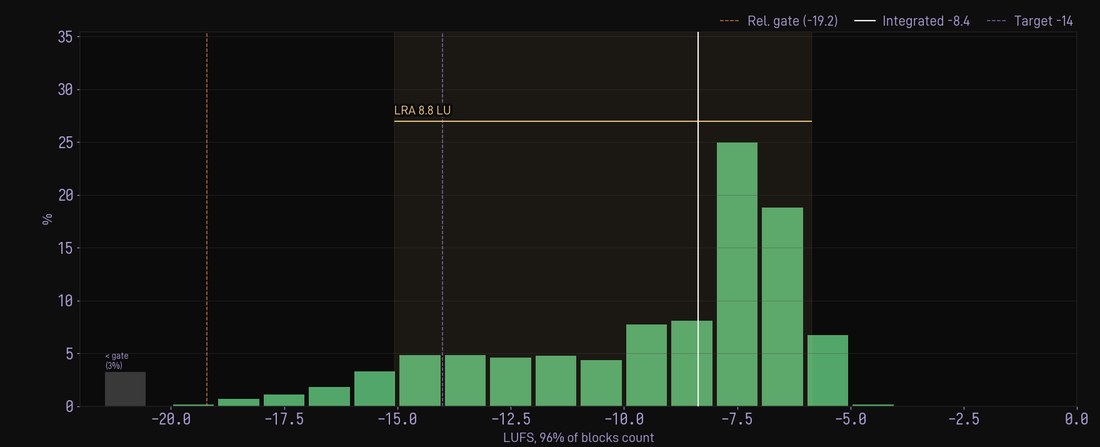 Rel. gate (-19.2) Integrated -8.4 Target -14
35
30
LRA 8.8 LU
25
20
%
15
10
5
< gate
(3%)
0
-20.0 -17.5 -15.0 -12.5 -10.0 -7.5 -5.0 -2.5 0.0
LUFS, 96% of blocks count